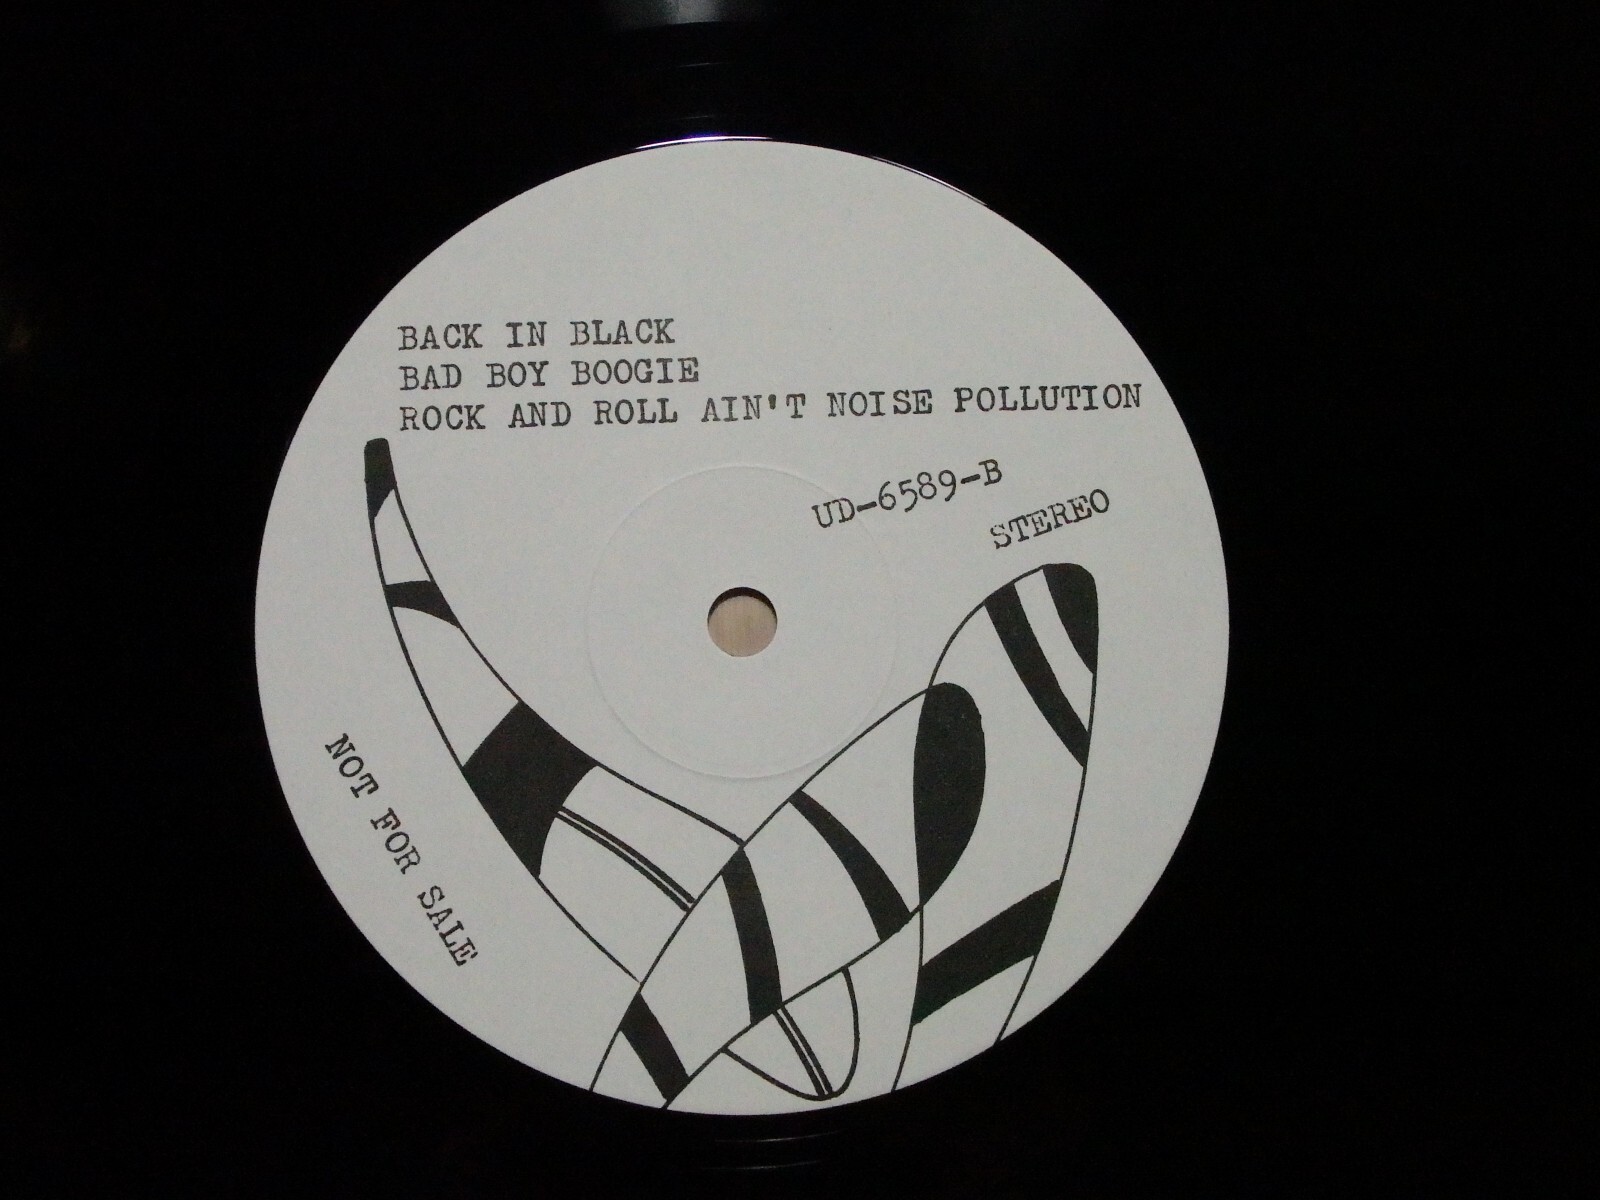 BACK IN BLACK
BAD BOY BOOGIE
ROCK AND ROLL AIN'T NOISE POLLUTION
UD-6589-B
STEREO
NOT FOR SALE